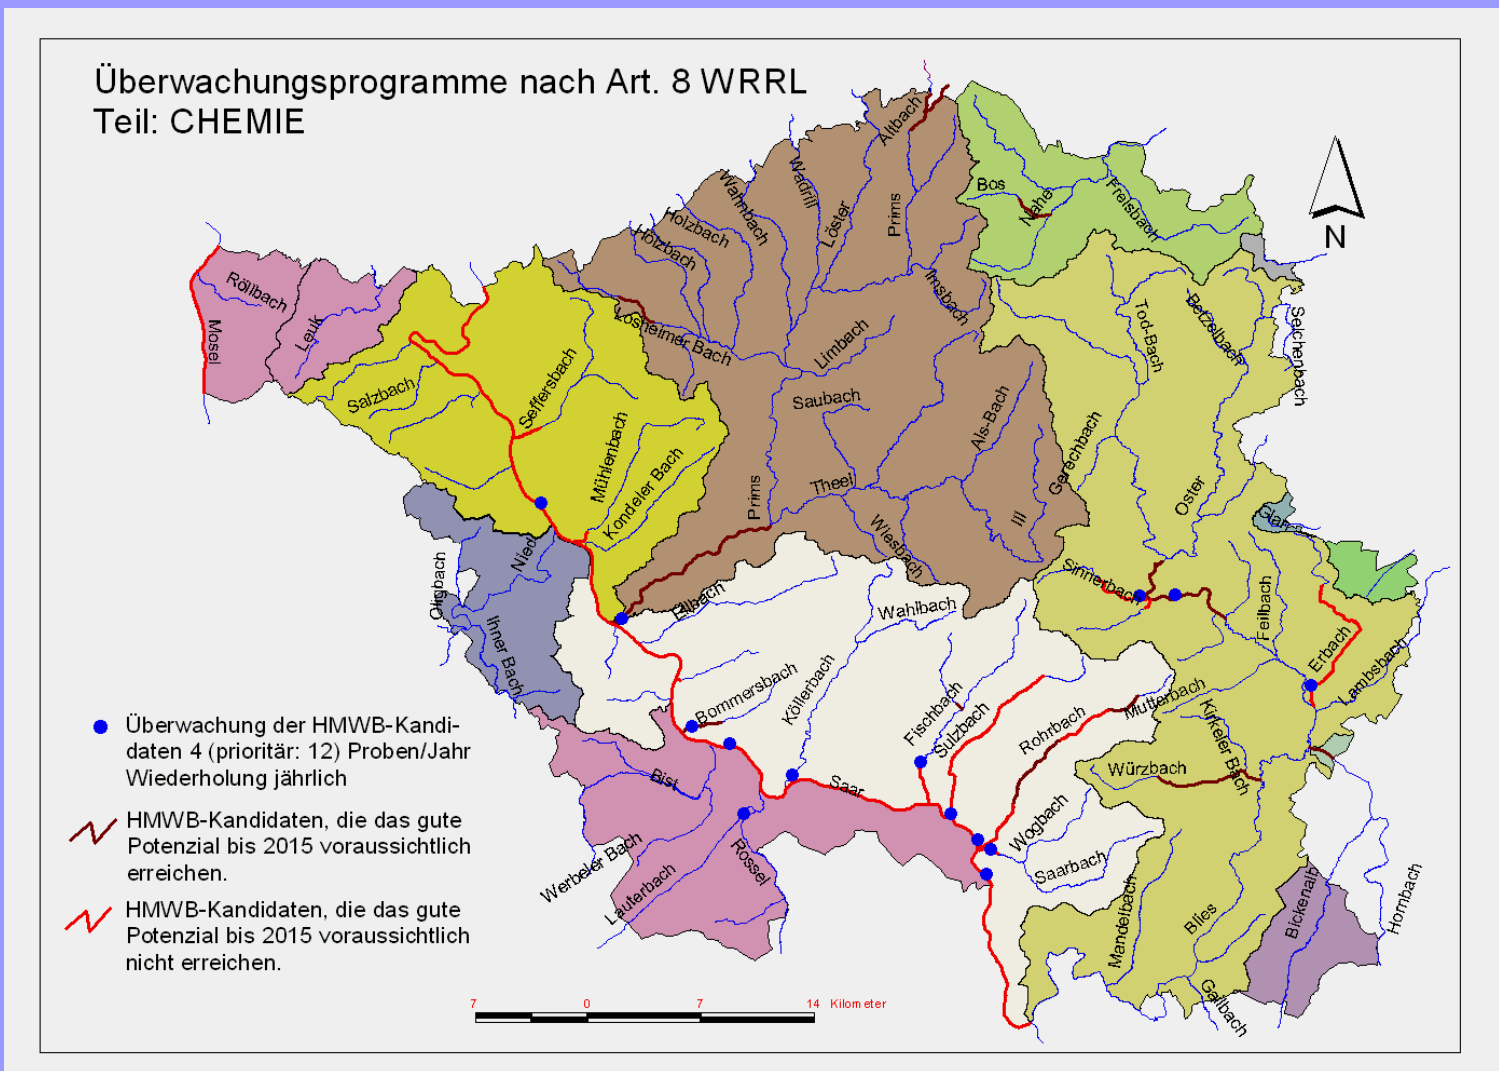 Überwachungsprogramme nach Art. 8 WRRL
Teil: CHEMIE
Altbach
Wadrill
Wahnbach
Holzbach
Holzbach
Löster
Prims
Bos
Nahe
Freisbach
N
Röllbach
Leuk
Mosel
Imsbach
Losheimer Bach
Limbach
Tod-Bach
Betzelbach
Selchenbach
Salzbach
Seffersbach
Saubach
Als-Bach
Mühlenbach
Kondeler Bach
Gerechbach
Prims
Theel
Ill
Wiesbach
Oster
Glan
Nied
Oligbach
Inner Bach
Ellbach
Wahlbach
Sinnerbach
Feilbach
Erbach
Lambsbach
Bommersbach
Köllerbach
Fischbach
Sulzbach
Rohrbach
Mutterbach
Kirkeler Bach
Würzbach
Bist
Saar
Wogbach
Saarbach
Werbeler Bach
Lauterbach
Rossel
Mandelbach
Blies
Gailbach
Bickenalb
Hornbach
Überwachung der HMWB-Kandi-
daten 4 (prioritär: 12) Proben/Jahr
Wiederholung jährlich
HMWB-Kandidaten, die das gute
Potenzial bis 2015 voraussichtlich
erreichen.
HMWB-Kandidaten, die das gute
Potenzial bis 2015 voraussichtlich
nicht erreichen.
7 0 7 14 Kilometer